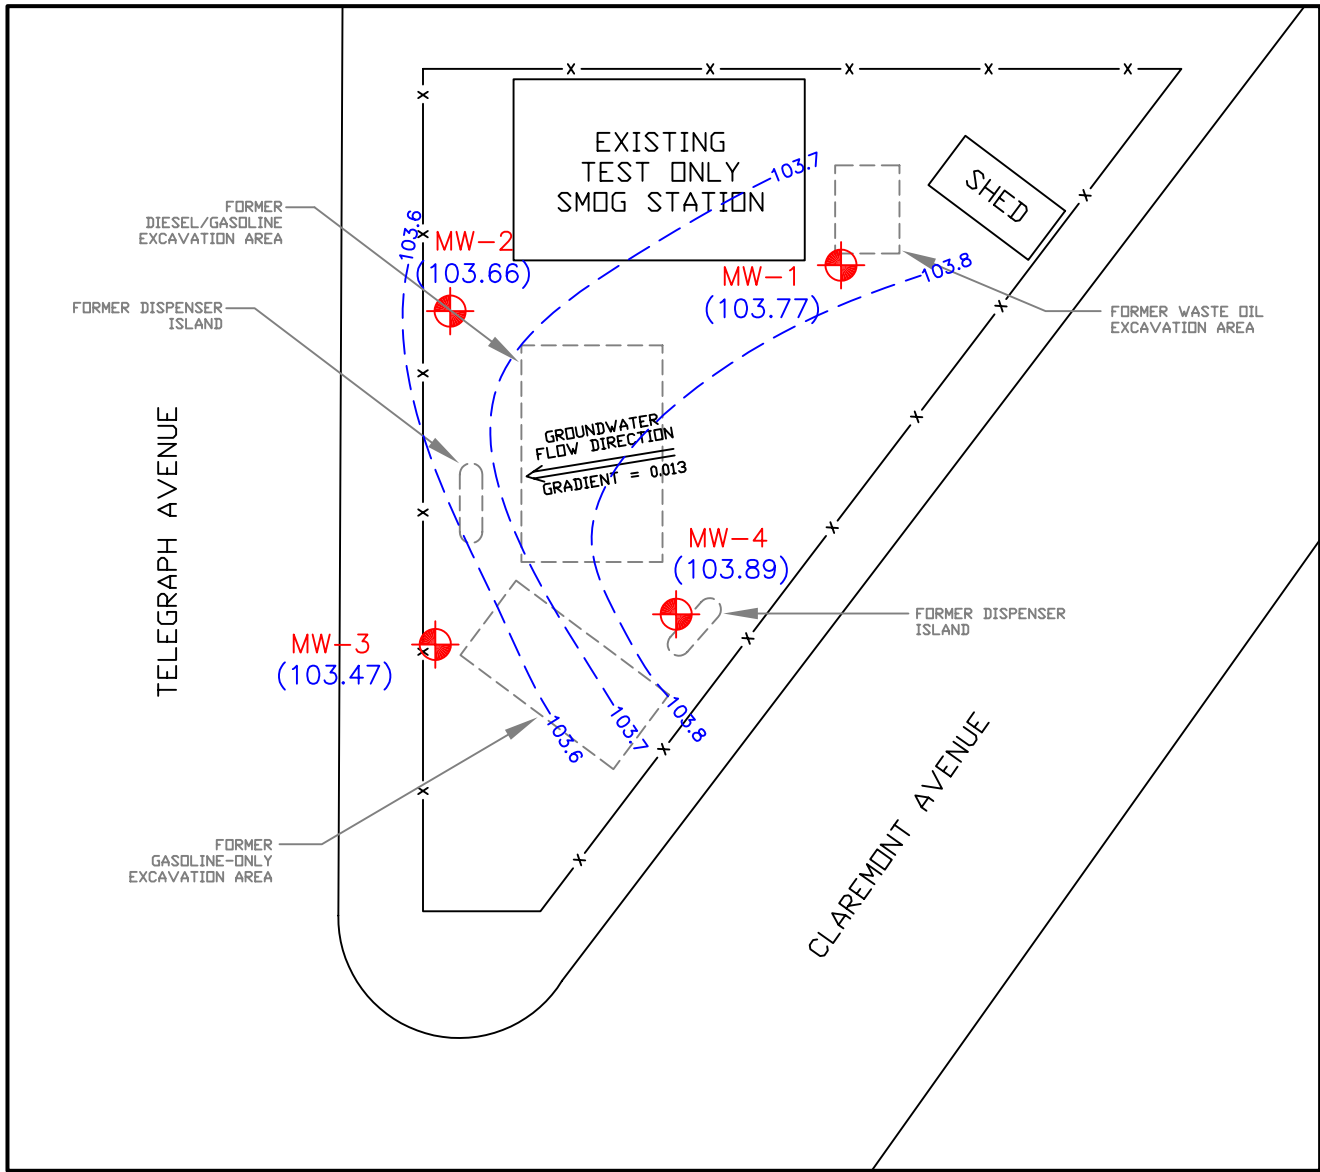 EXISTING
TEST ONLY
SMOG STATION
103.7
SHED
FORMER
DIESEL/GASOLINE
EXCAVATION AREA
103.6
MW-2
(103.66)
MW-1
(103.77)
103.8
FORMER DISPENSER
ISLAND
FORMER WASTE OIL
EXCAVATION AREA
TELEGRAPH AVENUE
GROUNDWATER
FLOW DIRECTION
GRADIENT = 0.013
MW-4
(103.89)
FORMER DISPENSER
ISLAND
MW-3
(103.47)
103.6
103.7
103.8
FORMER
GASOLINE-ONLY
EXCAVATION AREA
CLAREMONT AVENUE